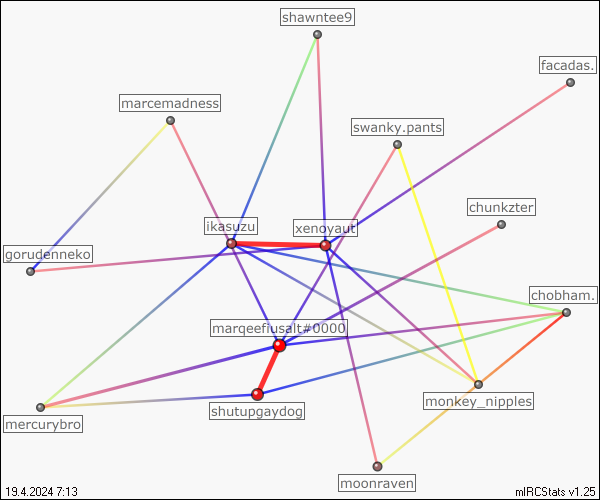 shawntee9
facadas.
marcemadness
swanky.pants
chunkzter
ikasuzu
xenoyaut
gorudenneko
chobham.
marqeefiusalt#0000
monkey_nipples
shutupgaydog
mercurybro
moonraven
19.4.2024 7:13
mIRCStats v1.25